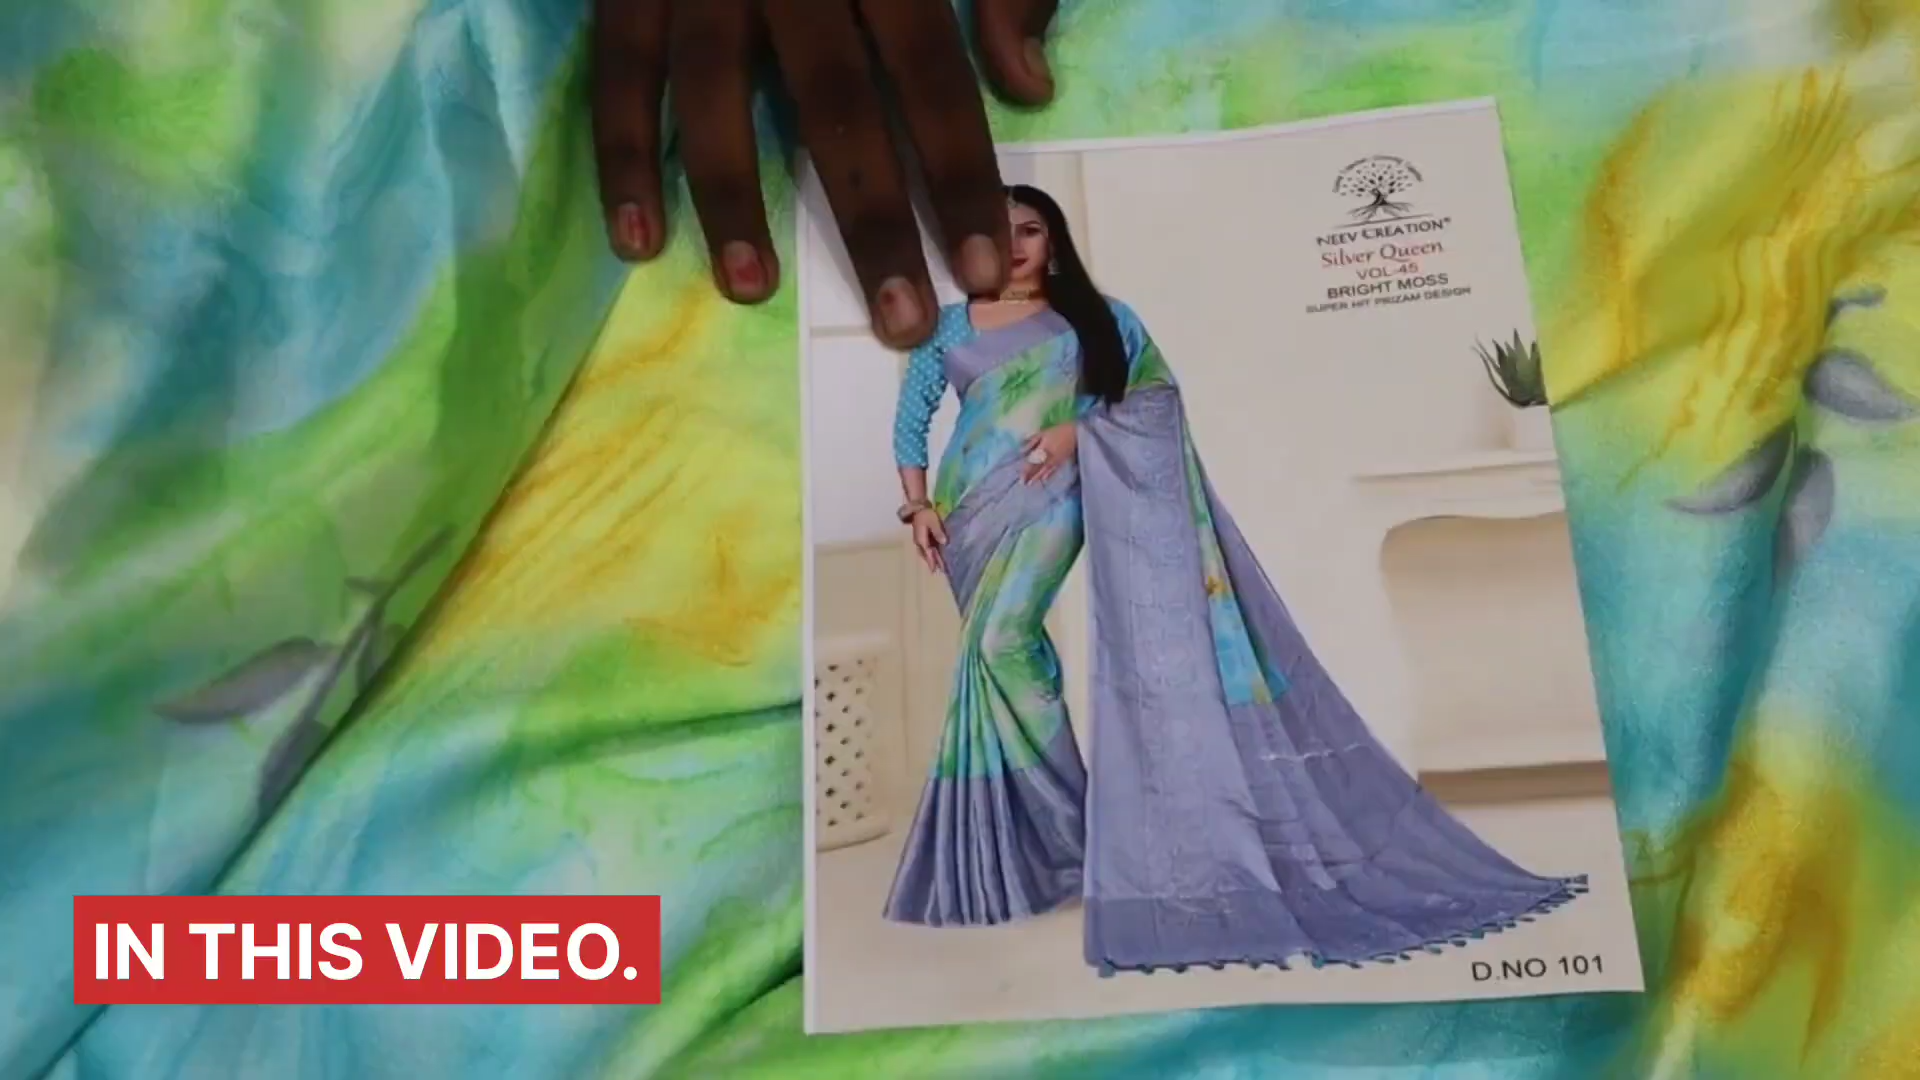 NEEV CREATION®
Silver Queen
VOL-45
BRIGHT MOSS
SUPER HIT PRIZAM DESIGN
D.NO 101
IN THIS VIDEO.